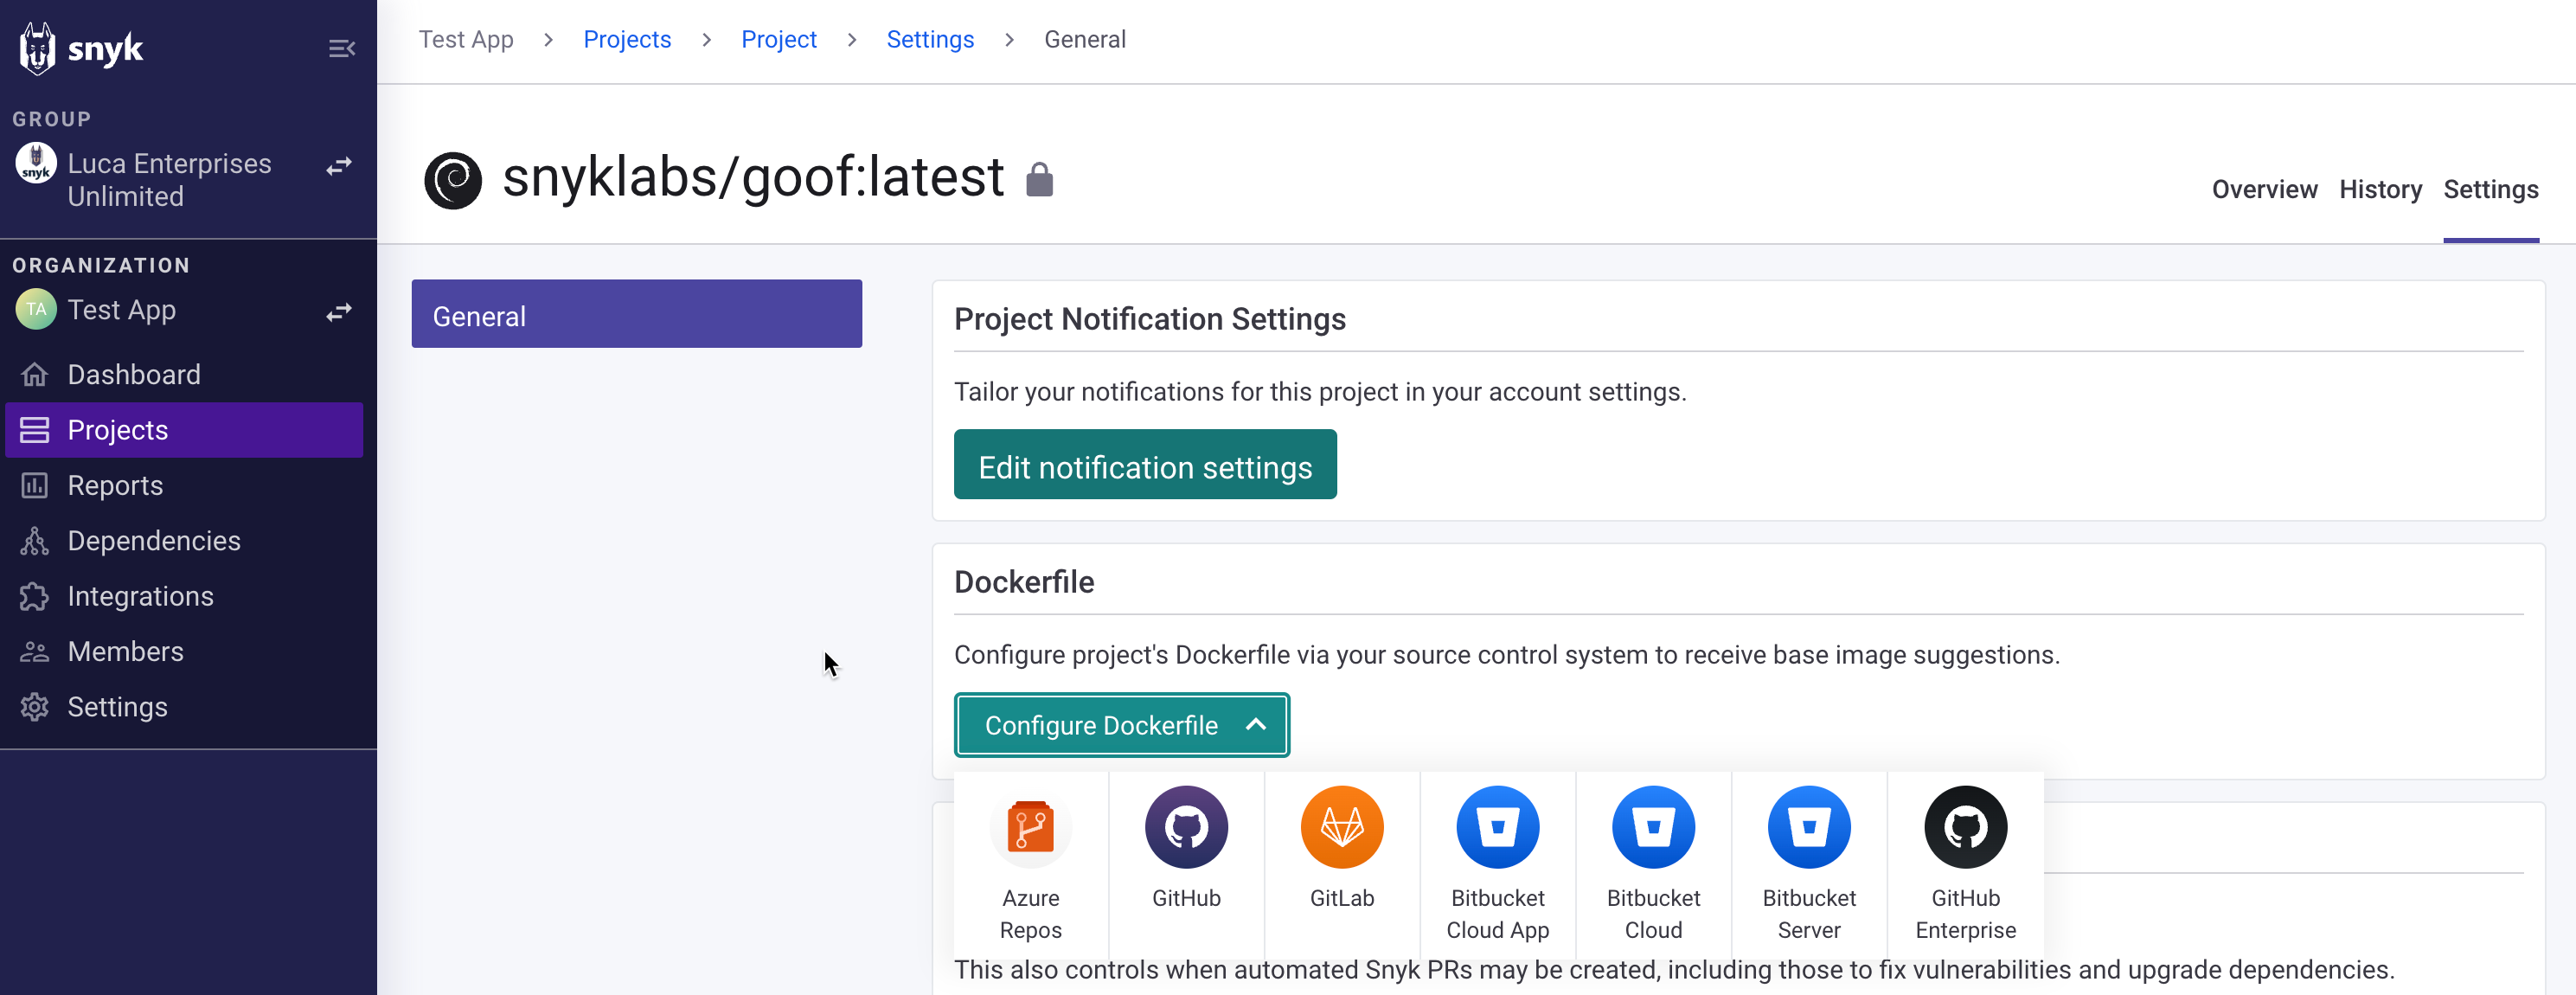 snyk
GROUP
snyk
Luca Enterprises
Unlimited
ORGANIZATION
TA
Test App
Dashboard
Projects
Reports
Dependencies
Integrations
Members
Settings
Test App > Projects > Project > Settings > General
snyklabs/goof:latest
Overview History Settings
General
Project Notification Settings
Tailor your notifications for this project in your account settings.
Edit notification settings
Dockerfile
Configure project's Dockerfile via your source control system to receive base image suggestions.
Configure Dockerfile
Azure
Repos
GitHub
GitLab
Bitbucket
Cloud App
Bitbucket
Cloud
Bitbucket
Server
GitHub
Enterprise
This also controls when automated Snyk PRs may be created, including those to fix vulnerabilities and upgrade dependencies.